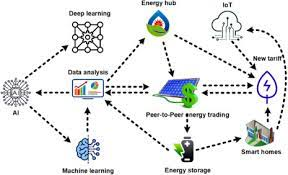 Energy hub
IoT
Deep learning
New tariff
Data analysis
AI
Peer-to-Peer energy trading
Machine learning
Energy storage
Smart homes